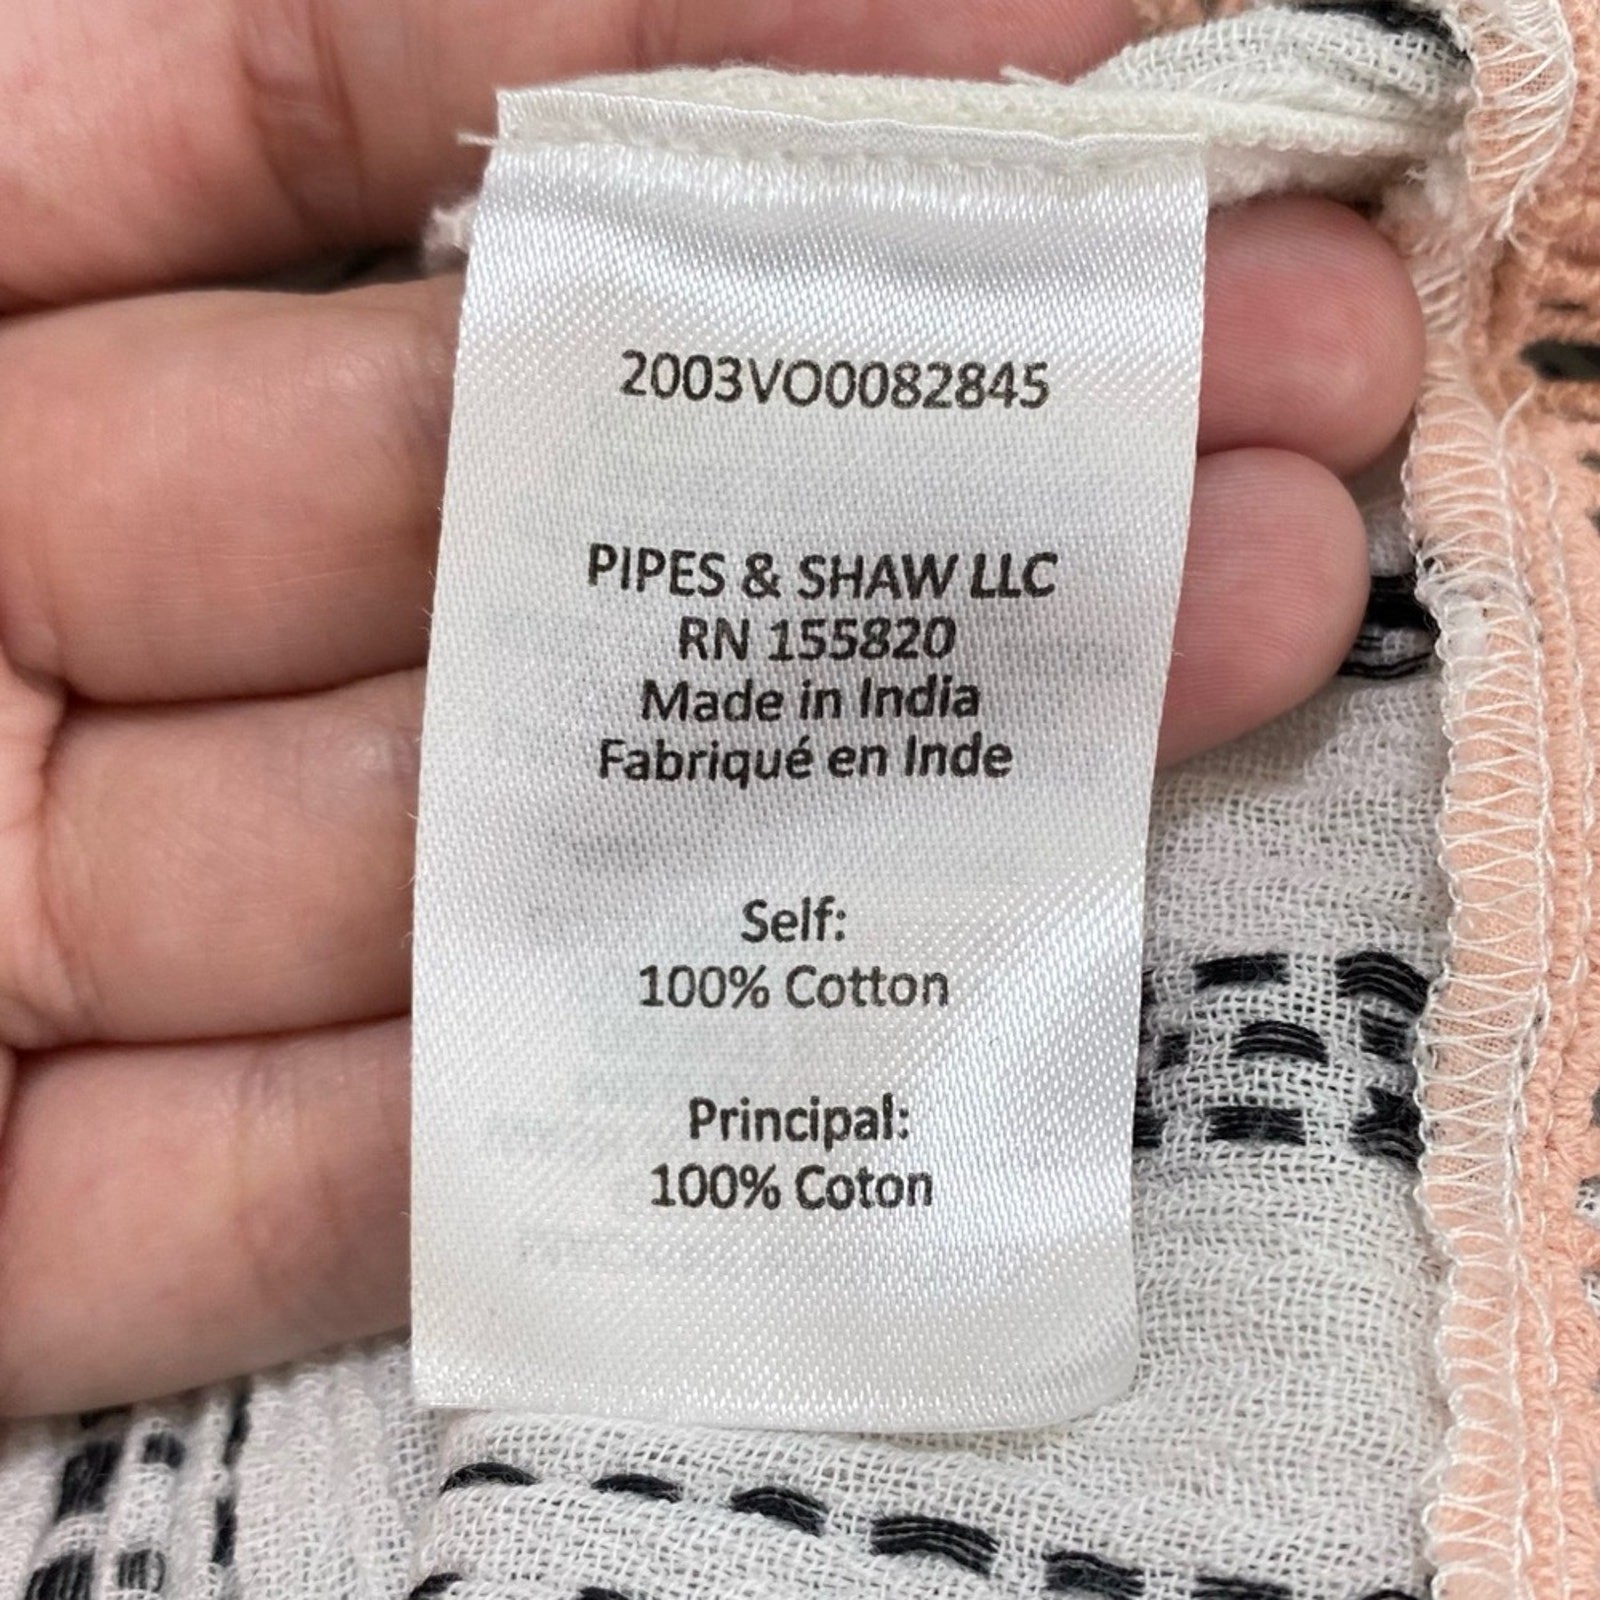 2003VO0082845
PIPES & SHAW LLC
RN 155820
Made in India
Fabriqué en Inde
Self:
100% Cotton
Principal:
100% Coton